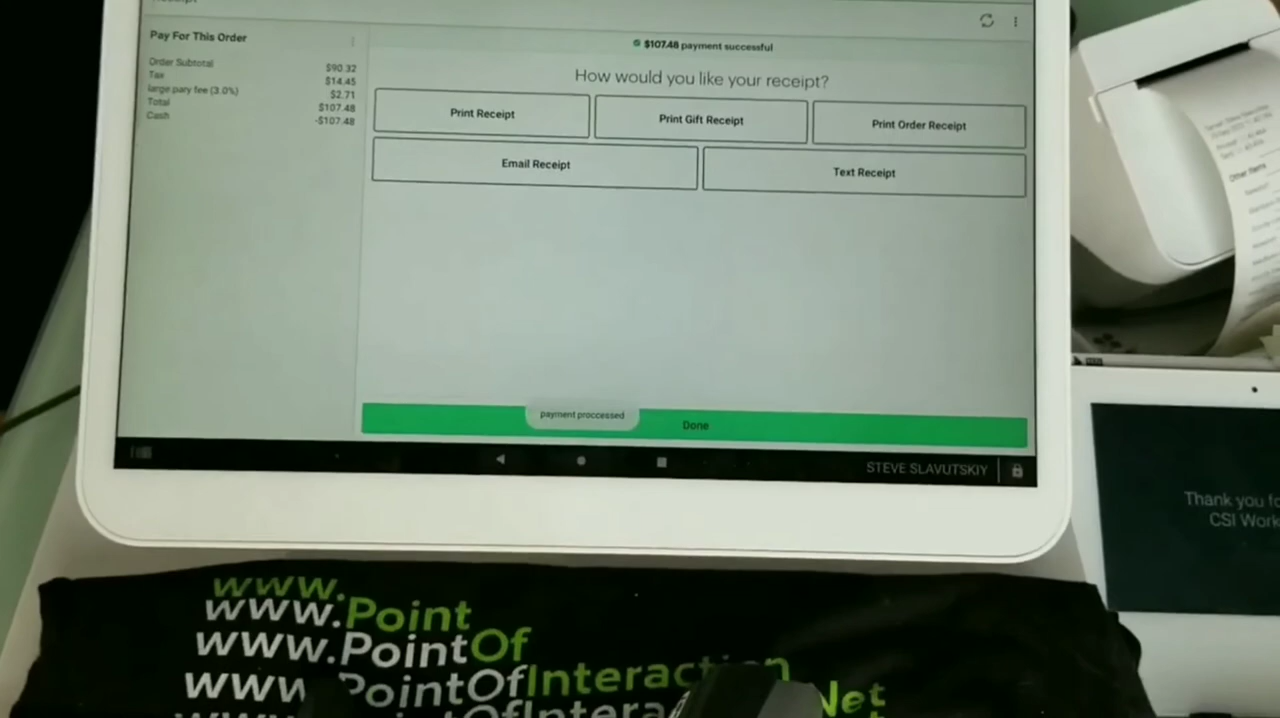 Pay For This Order
Order Subtotal $90.32
Tax $14.45
large pary fee (3.0%) $2.71
Total $107.48
Cash -$107.48
$107.48 payment successful
How would you like your receipt?
Print Receipt
Print Gift Receipt
Print Order Receipt
Email Receipt
Text Receipt
payment proccessed
Done
STEVE SLAVUTSKIY
Other Items
Thank you fo
CSI Work
www.
www.Point
www.PointOf
www.PointOfInteraction
Net